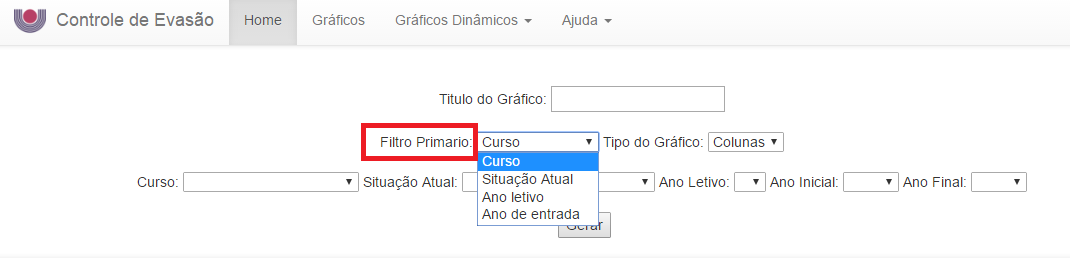 Controle de Evasão Home Gráficos Gráficos Dinâmicos Ajuda
Titulo do Gráfico:
Filtro Primario: Curso Tipo do Gráfico: Colunas
Curso
Curso: Situação Atual: Situação Atual Ano Letivo: Ano Inicial: Ano Final:
Ano letivo
Ano de entrada
Gerar